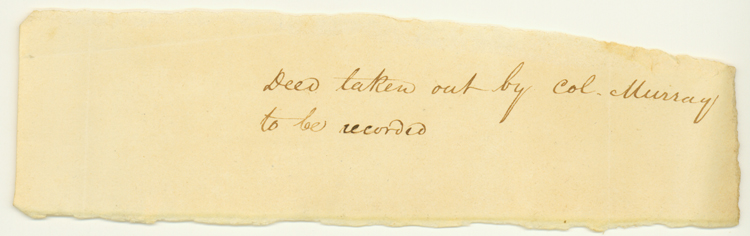 Deed taken out by Col. Murray
to be recorded